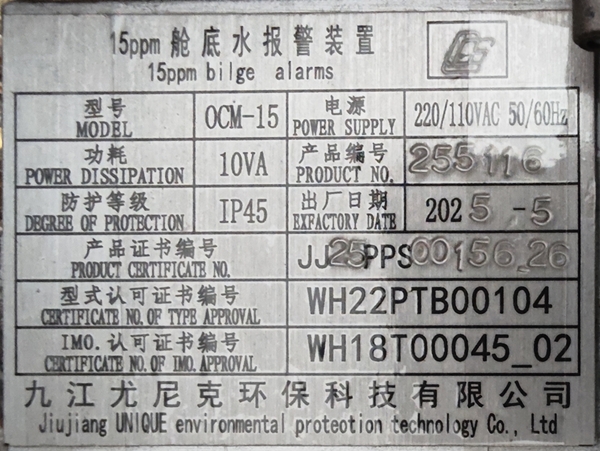 15ppm 舱底水报警装置
15ppm bilge alarms
型号
MODEL
OCM-15
电源
POWER SUPPLY
220/110VAC 50/60Hz
功耗
POWER DISSIPATION
10VA
产品编号
PRODUCT NO.
255116
防护等级
DEGREE OF PROTECTION
IP45
出厂日期
EXFACTORY DATE
2025 -5
产品证书编号
PRODUCT CERTIFICATE NO.
JJ25PPS00156_26
型式认可证书编号
CERTIFICATE NO. OF TYPE APPROVAL
WH22PTB00104
IMO. 认可证书编号
CERTIFICATE NO. OF IMO. APPROVAL
WH18T00045_02
九江尤尼克环保科技有限公司
Jiujiang UNIQUE environmental protection technology Co., Ltd